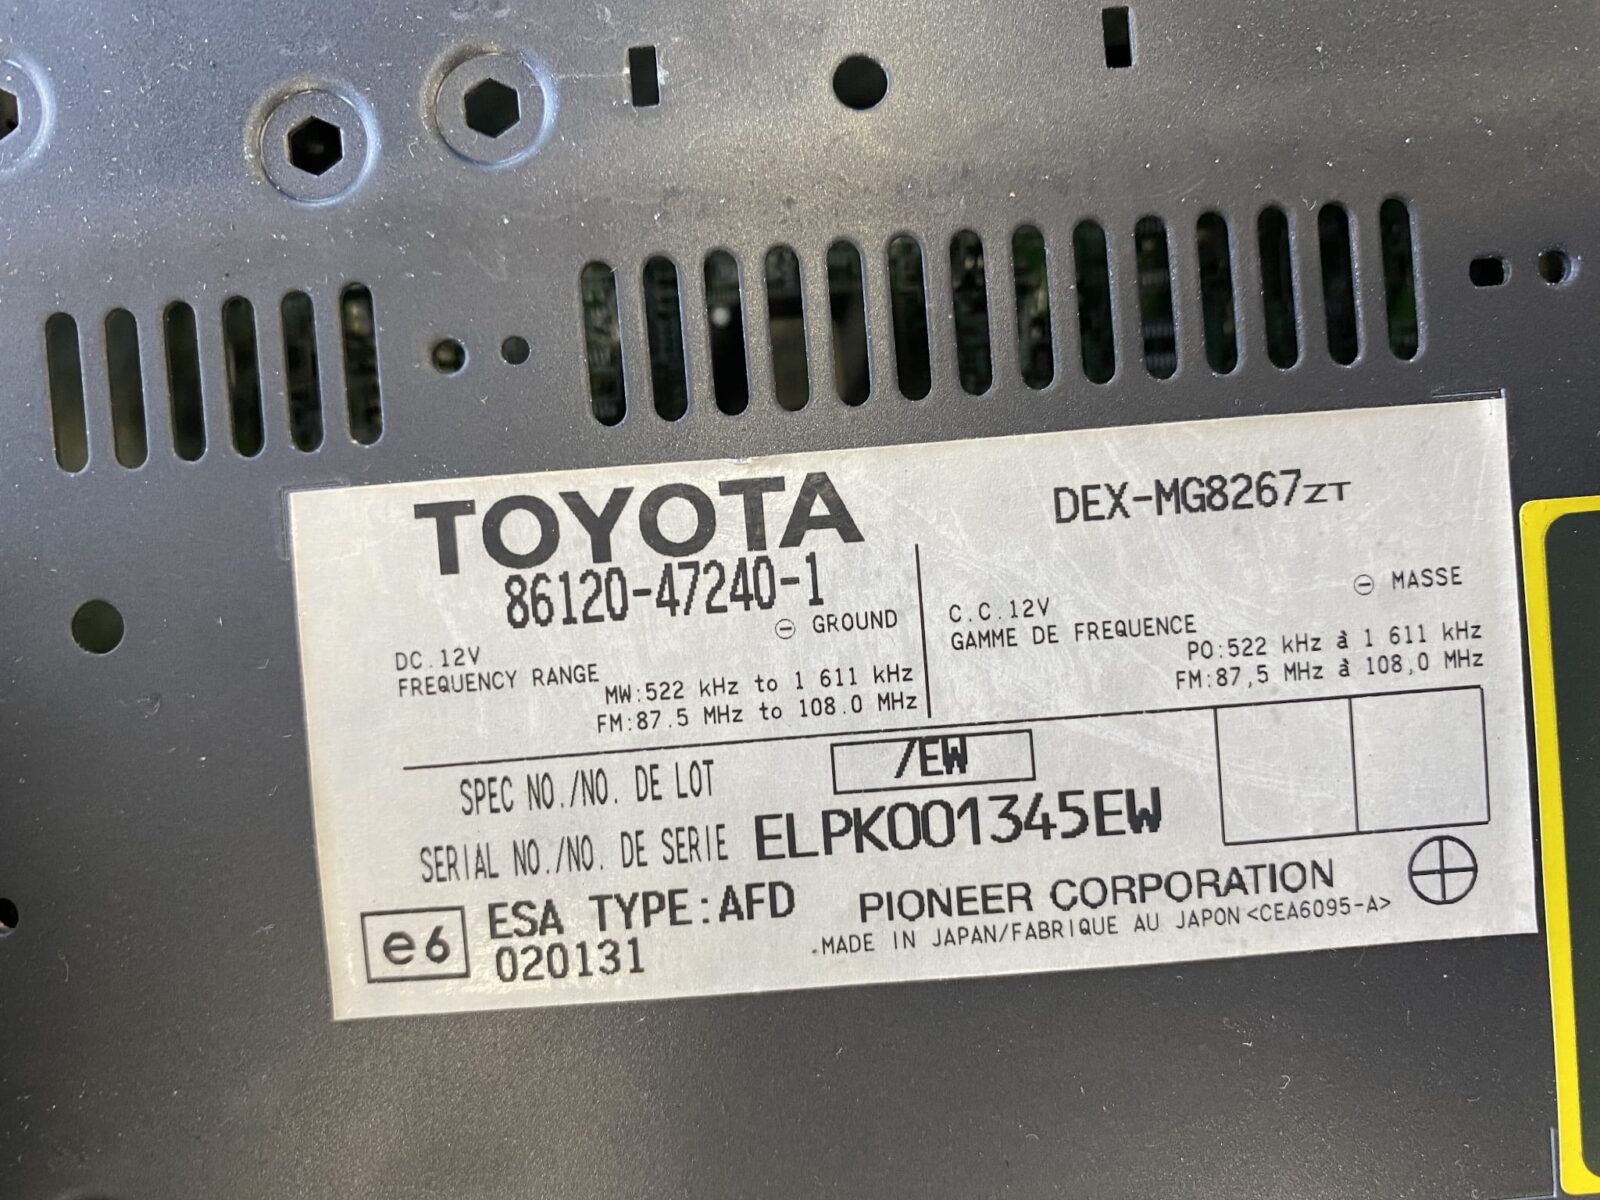 TOYOTA
86120-47240-1
DEX-MG8267ZT
DC.12V
⊖ GROUND
FREQUENCY RANGE
MW:522 kHz to 1 611 kHz
FM:87.5 MHz to 108.0 MHz
C.C.12V
⊖ MASSE
GAMME DE FREQUENCE
PO:522 kHz à 1 611 kHz
FM:87,5 MHz à 108,0 MHz
SPEC NO./NO. DE LOT /EW
SERIAL NO./NO. DE SERIE ELPK001345EW
e6 ESA TYPE:AFD
020131
PIONEER CORPORATION
MADE IN JAPAN/FABRIQUE AU JAPON <CEA6095-A>